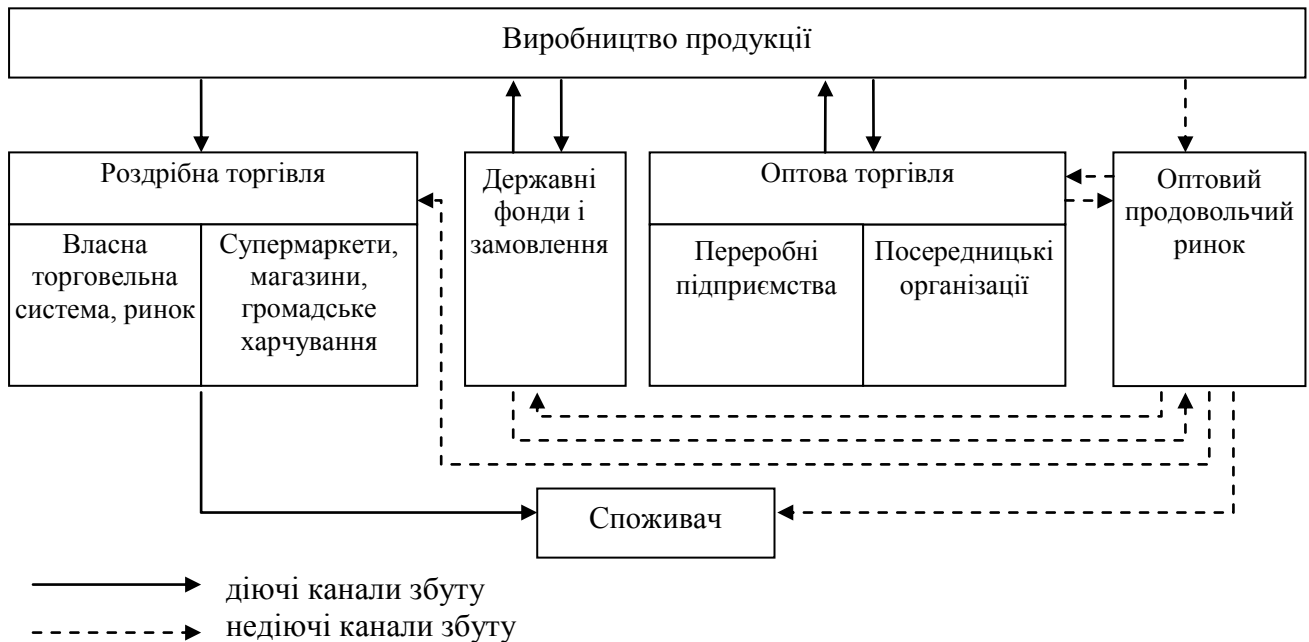 Виробництво продукції
Роздрібна торгівля
Власна
торговельна
система, ринок
Супермаркети,
магазини,
громадське
харчування
Державні
фонди і
замовлення
Оптова торгівля
Переробні
підприємства
Посередницькі
організації
Оптовий
продовольчий
ринок
Споживач
діючі канали збуту
недіючі канали збуту